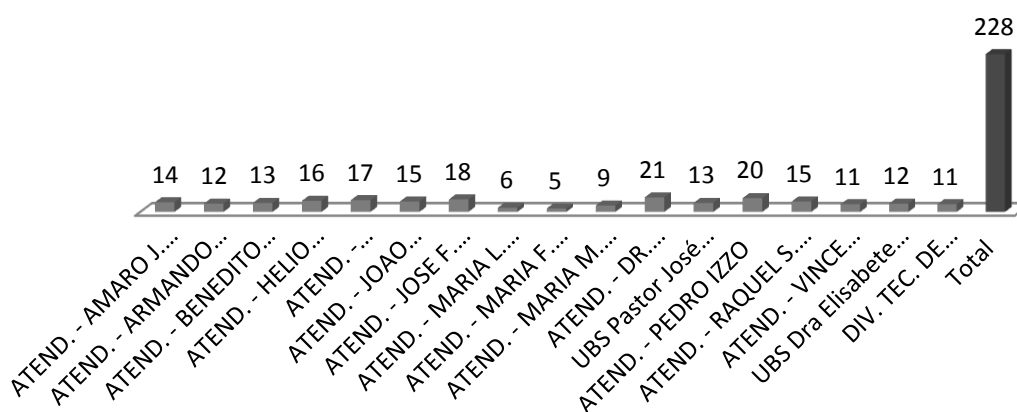 228
14 12 13 16 17 15 18 6 5 9 21 13 20 15 11 12 11
ATEND. - AMARO J....
ATEND. - ARMANDO...
ATEND. - BENEDITO...
ATEND. - HELIO...
ATEND. -...
ATEND. - JOAO...
ATEND. - JOSE F....
ATEND. - MARIA L....
ATEND. - MARIA F....
ATEND. - MARIA M....
ATEND. - DR....
UBS Pastor José...
ATEND. - PEDRO IZZO
ATEND. - RAQUEL S....
ATEND. - VINCE...
UBS Dra Elisabete...
DIV. TEC. DE...
Total